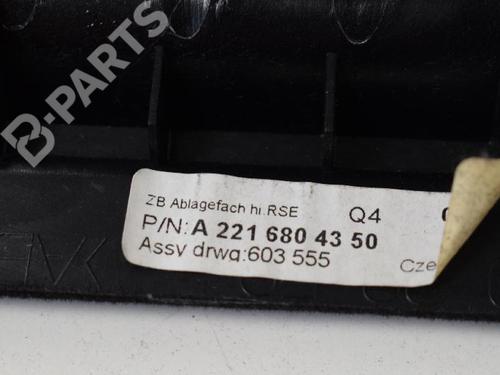 B-PARTS
ZB Ablagefach hi.RSE Q4
P/N: A 221 680 43 50
Assy drwg:603 555
Cze